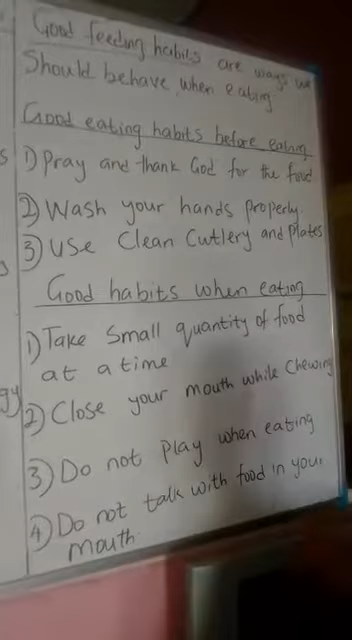 Good feeding habits are ways we
Should behave when eating
Good eating habits before eating
1) Pray and thank God for the food
2) Wash your hands properly
3) Use Clean Cutlery and Plates
Good habits when eating
1) Take Small quantity of food
at a time
2) Close your mouth while Chewing
3) Do not Play when eating
4) Do not talk with food in your
mouth.